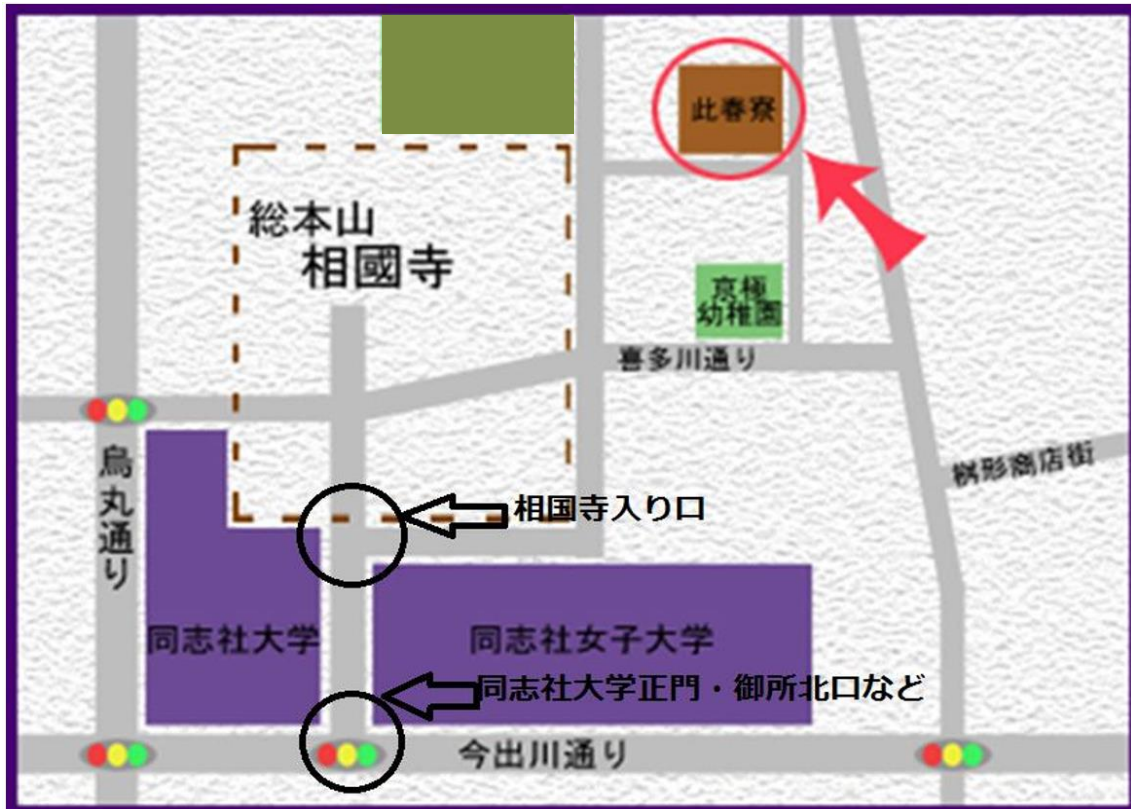 此春寮
総本山
相國寺
京極
幼稚園
喜多川通り
烏丸通り
桝形商店街
相国寺入り口
同志社大学
同志社女子大学
同志社大学正門・御所北口など
今出川通り